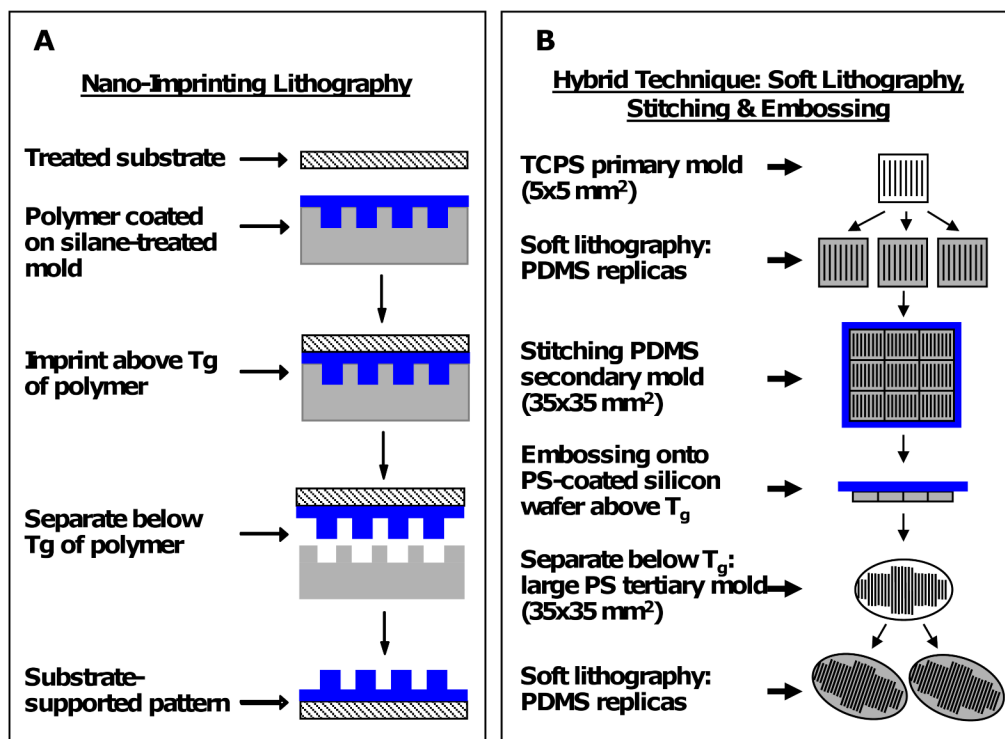 A
Nano-Imprinting Lithography
Treated substrate
Polymer coated
on silane-treated
mold
Imprint above Tg
of polymer
Separate below
Tg of polymer
Substrate-
supported pattern
B
Hybrid Technique: Soft Lithography,
Stitching & Embossing
TCPS primary mold
(5x5 mm²)
Soft lithography:
PDMS replicas
Stitching PDMS
secondary mold
(35x35 mm²)
Embossing onto
PS-coated silicon
wafer above Tg
Separate below Tg:
large PS tertiary mold
(35x35 mm²)
Soft lithography:
PDMS replicas